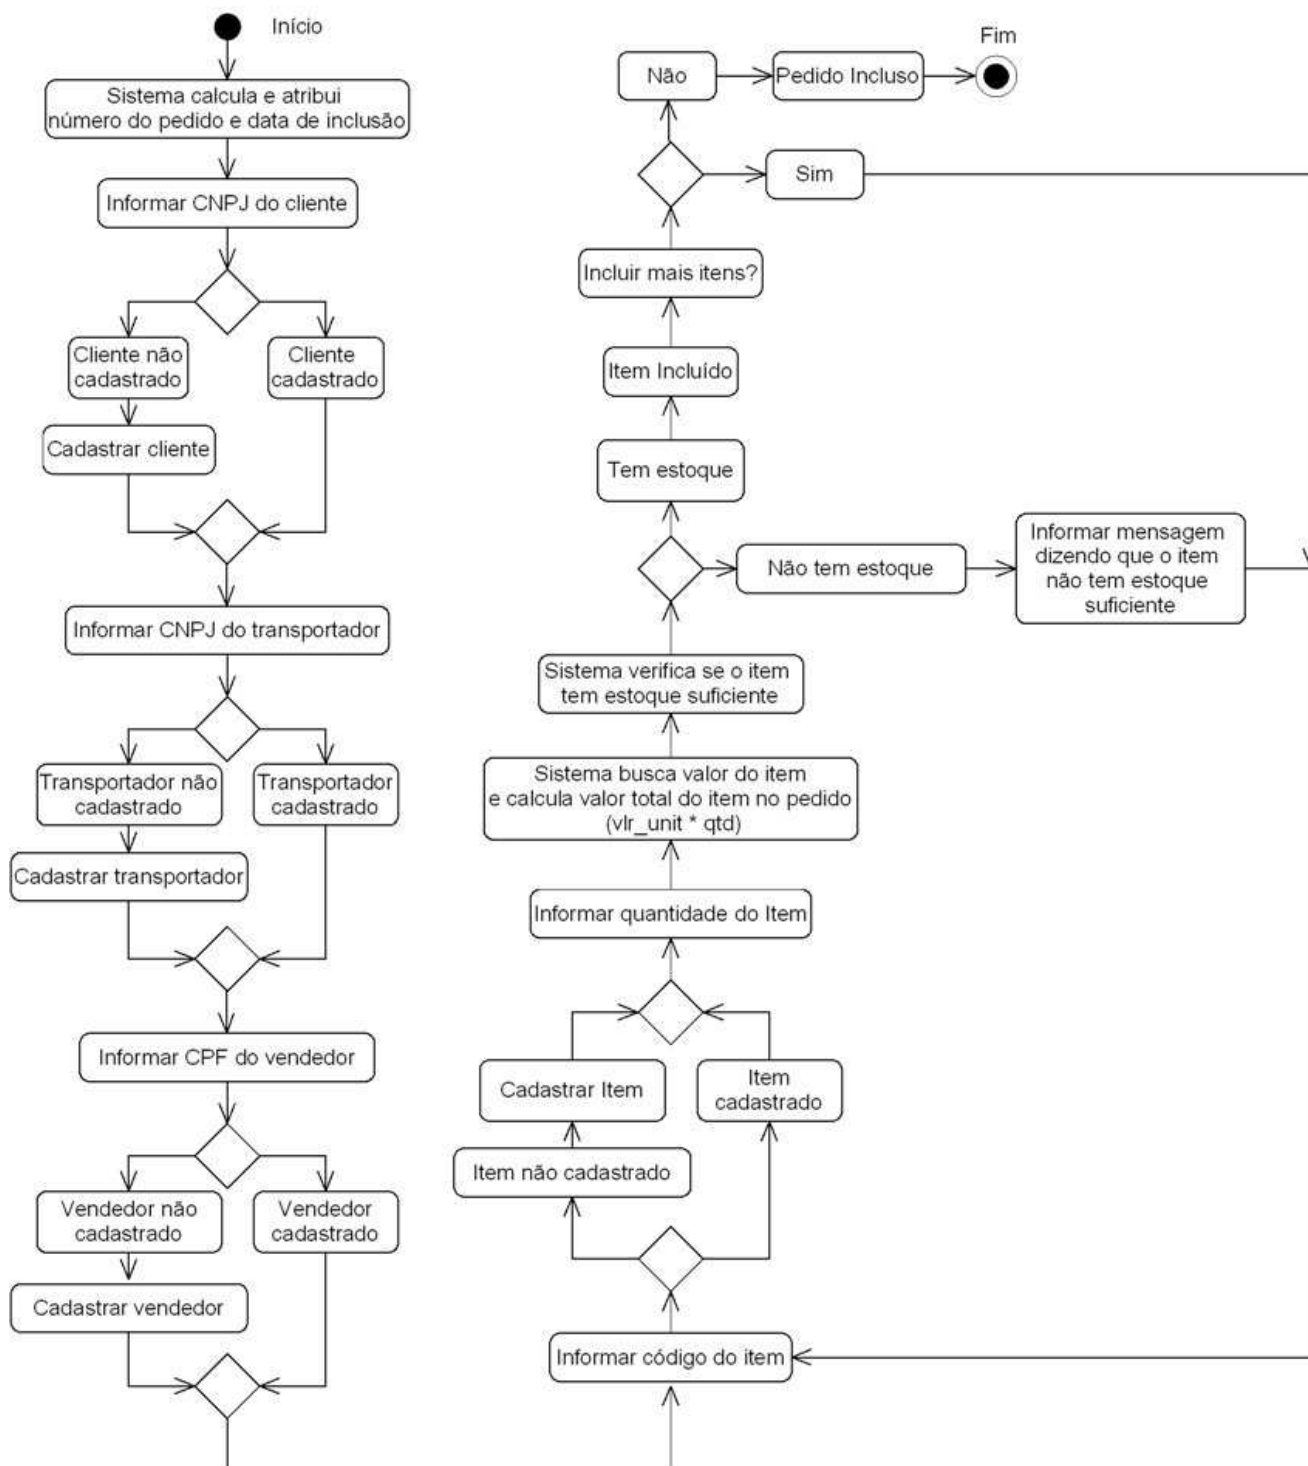 Início
Sistema calcula e atribui
número do pedido e data de inclusão
Informar CNPJ do cliente
Cliente não
cadastrado
Cliente
cadastrado
Cadastrar cliente
Informar CNPJ do transportador
Transportador não
cadastrado
Transportador
cadastrado
Cadastrar transportador
Informar CPF do vendedor
Vendedor não
cadastrado
Vendedor
cadastrado
Cadastrar vendedor
Informar código do item
Item não cadastrado
Cadastrar Item
Item
cadastrado
Informar quantidade do Item
Sistema busca valor do item
e calcula valor total do item no pedido
(vlr_unit * qtd)
Sistema verifica se o item
tem estoque suficiente
Não tem estoque
Informar mensagem
dizendo que o item
não tem estoque
suficiente
Tem estoque
Item Incluído
Incluir mais itens?
Sim
Não
Pedido Incluso
Fim